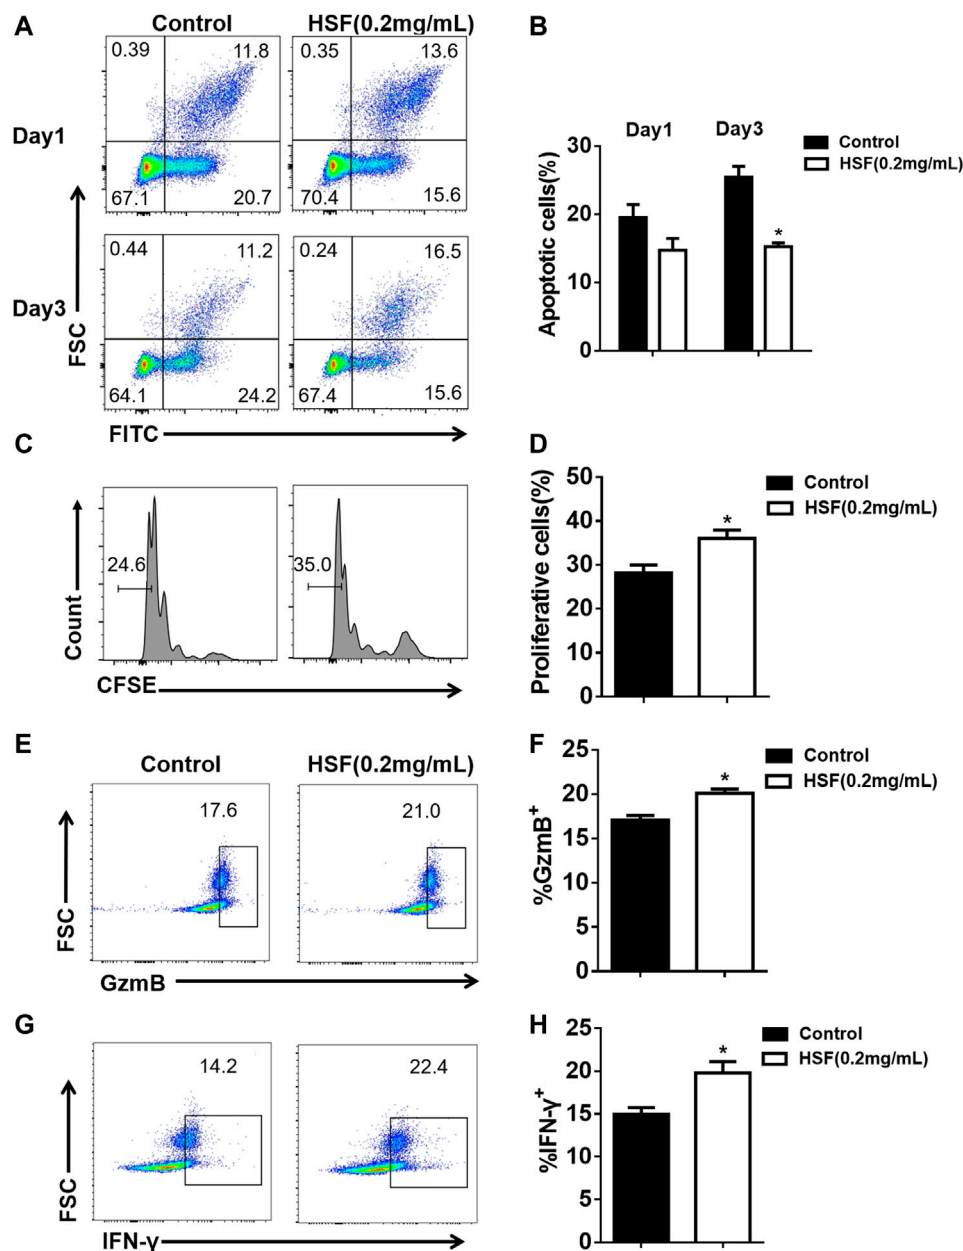 A
Control
HSF(0.2mg/mL)
0.39
11.8
0.35
13.6
Day1
67.1
20.7
70.4
15.6
0.44
11.2
0.24
16.5
Day3
FSC
64.1
24.2
67.4
15.6
FITC
B
Day1
Day3
Control
HSF(0.2mg/mL)
Apoptotic cells(%)
30
20
10
0
*
C
24.6
35.0
Count
CFSE
D
Proliferative cells(%)
50
40
30
20
30
0
*
Control
HSF(0.2mg/mL)
E
Control
HSF(0.2mg/mL)
17.6
21.0
FSC
GzmB
F
%GzmB+
25
20
15
10
5
0
*
Control
HSF(0.2mg/mL)
G
14.2
22.4
FSC
IFN-γ
H
%IFN-γ+
25
20
15
10
5
0
*
Control
HSF(0.2mg/mL)